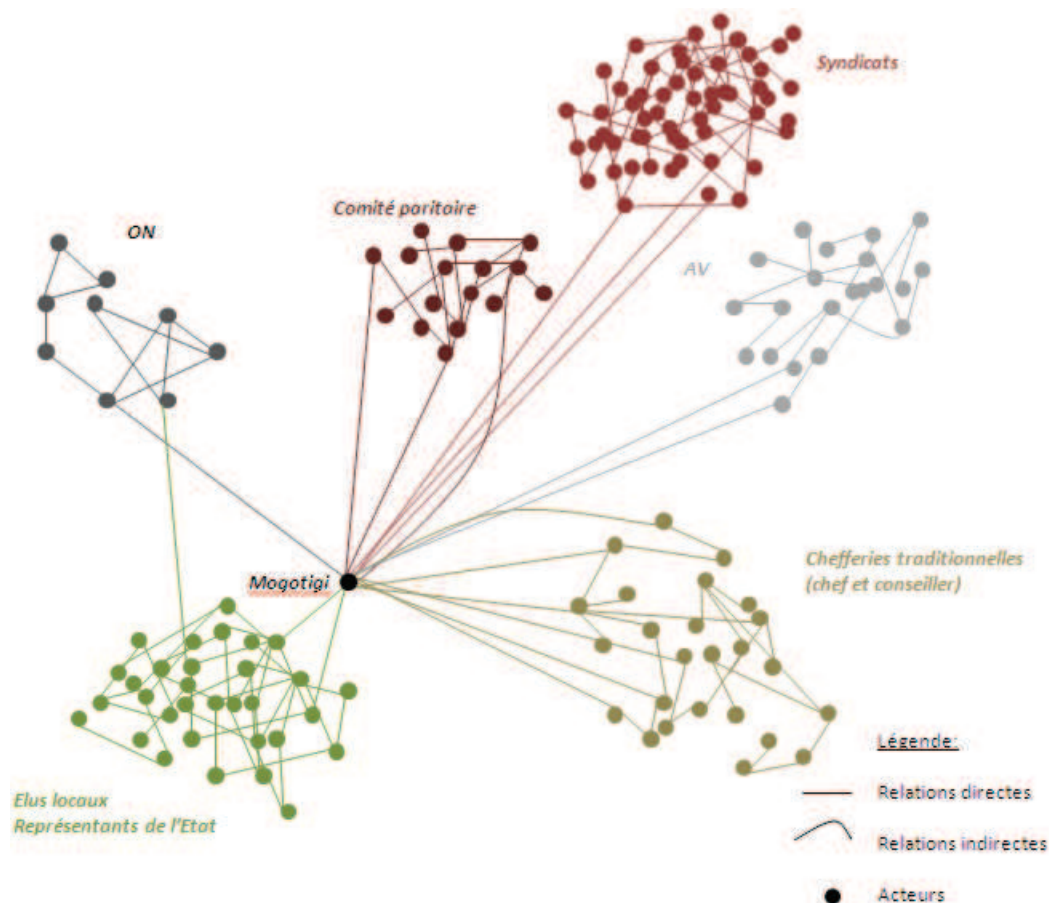 Syndicats
Comité paritaire
ON
AV
Mogotigi
Chefferies traditionnelles
(chef et conseiller)
Elus locaux
Représentants de l'Etat
Légende:
Relations directes
Relations indirectes
Acteurs